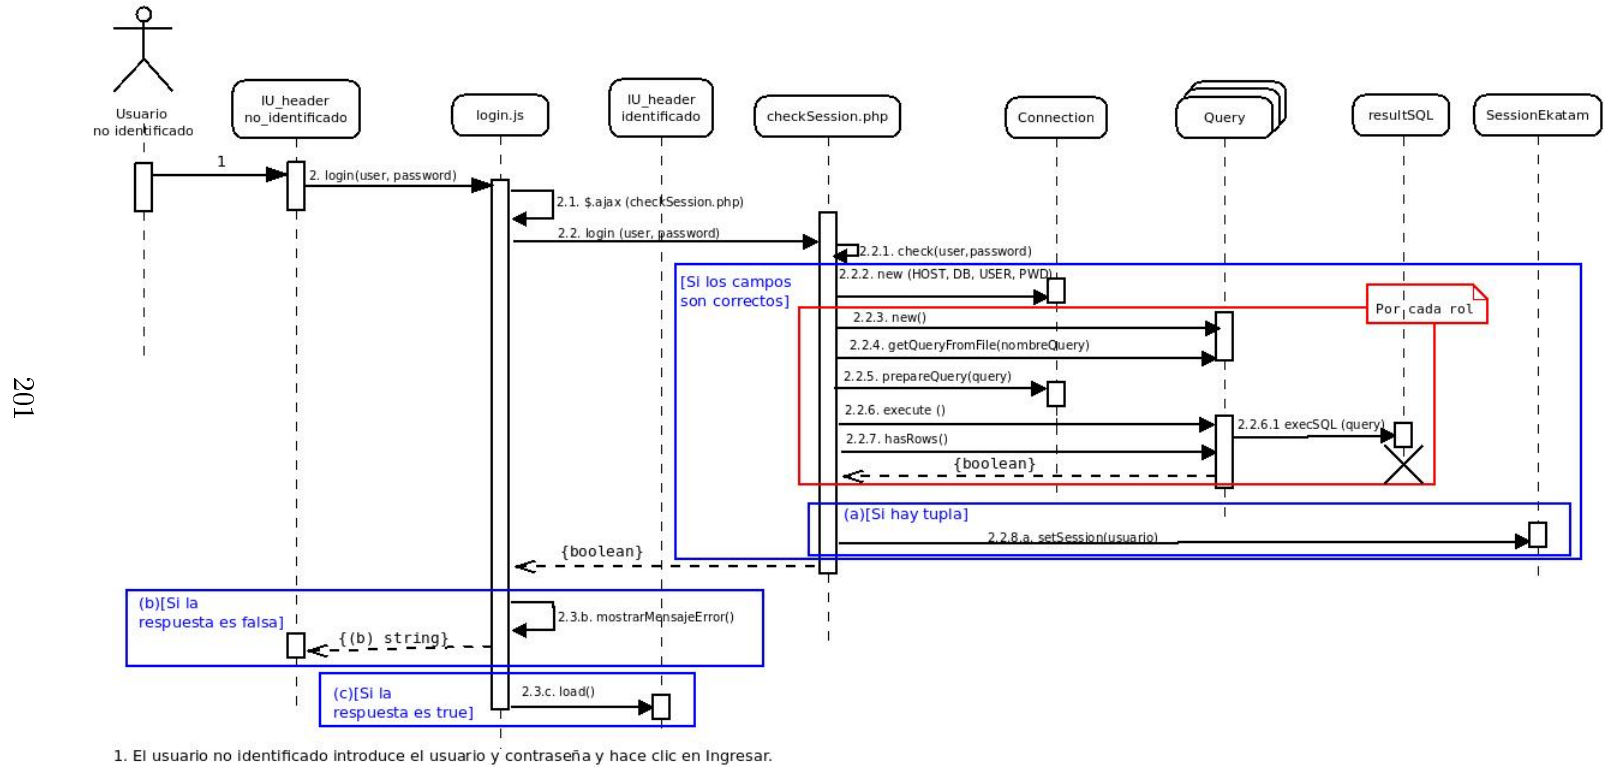 Usuario
no identificado
IU_header
no_identificado
login.js
IU_header
identificado
checkSession.php
Connection
Query
resultSQL
SessionEkatam
1
2. login(user, password)
2.1. $.ajax (checkSession.php)
2.2. login (user, password)
2.2.1. check(user,password)
[Si los campos
son correctos]
2.2.2. new (HOST, DB, USER, PWD)
Por cada rol
2.2.3. new()
2.2.4. getQueryFromFile(nombreQuery)
2.2.5. prepareQuery(query)
2.2.6. execute ()
2.2.6.1 execSQL (query)
2.2.7. hasRows()
{boolean}
(a)[Si hay tupla]
2.2.8.a. setSession(usuario)
{boolean}
(b)[Si la
respuesta es falsa]
2.3.b. mostrarMensajeError()
{(b) string}
(c)[Si la
respuesta es true]
2.3.c. load()
1. El usuario no identificado introduce el usuario y contraseña y hace clic en Ingresar.
201